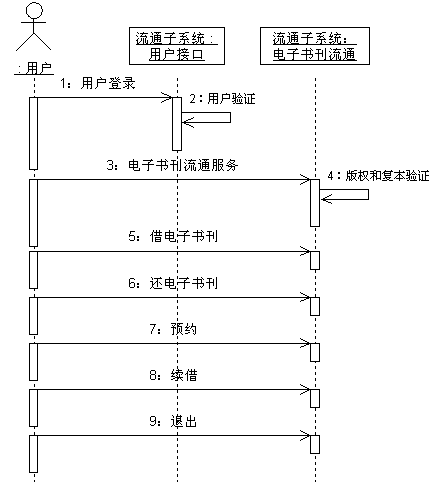 流通子系统：
用户接口
流通子系统：
电子书刊流通
：用户
1：用户登录
2：用户验证
3：电子书刊流通服务
4：版权和复本验证
5：借电子书刊
6：还电子书刊
7：预约
8：续借
9：退出